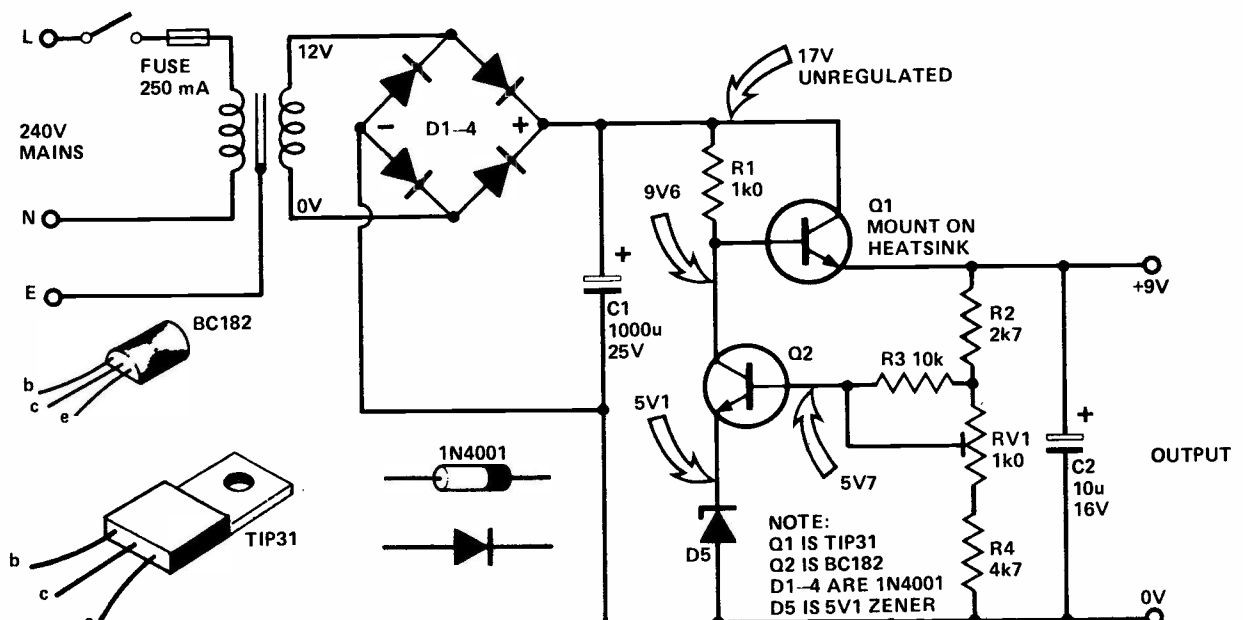 L
FUSE
250 mA
12V
240V
MAINS
N
0V
E
D1–4
–
+
17V
UNREGULATED
R1
1k0
9V6
Q1
MOUNT ON
HEATSINK
+9V
+
C1
1000u
25V
R2
2k7
Q2
R3 10k
5V1
5V7
RV1
1k0
+
C2
10u
16V
OUTPUT
R4
4k7
D5
NOTE:
Q1 IS TIP31
Q2 IS BC182
D1–4 ARE 1N4001
D5 IS 5V1 ZENER
0V
BC182
b
c
e
1N4001
TIP31
b
c